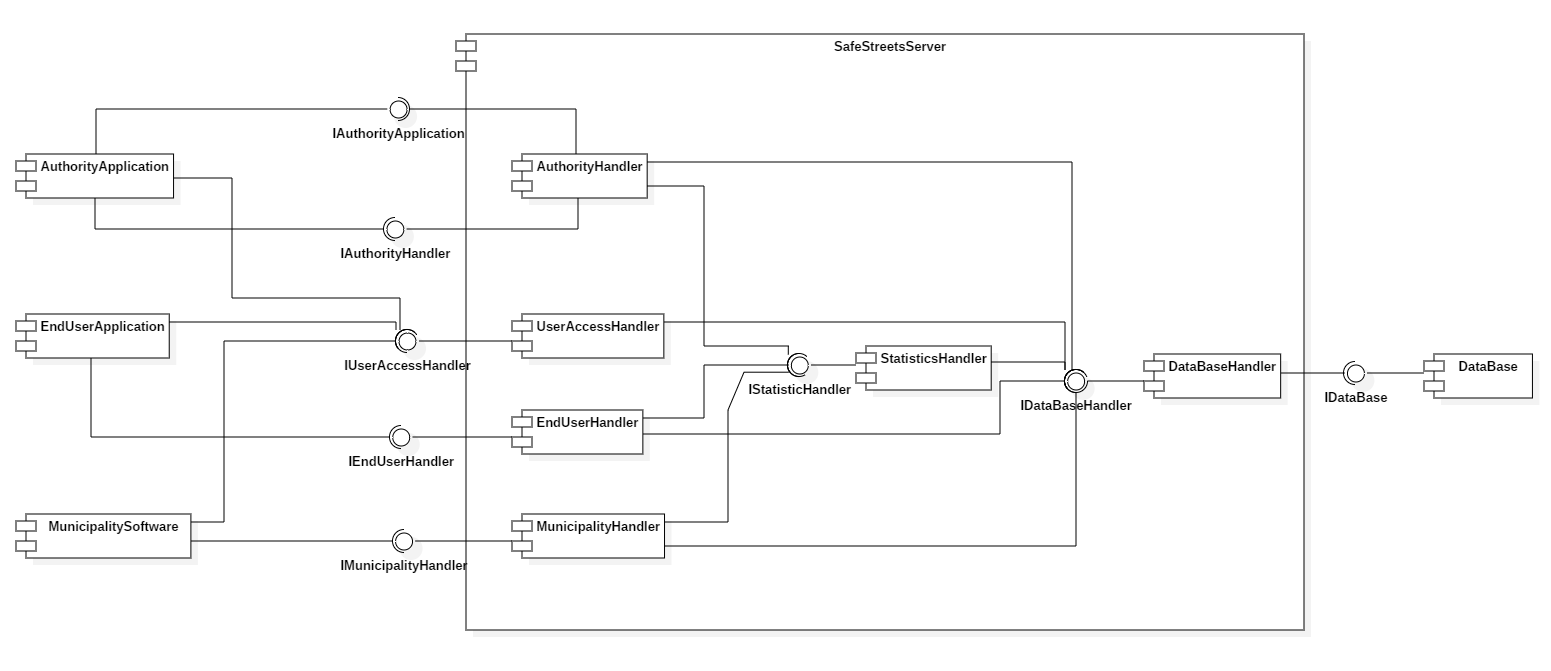 SafeStreetsServer
IAuthorityApplication
AuthorityApplication
AuthorityHandler
IAuthorityHandler
EndUserApplication
UserAccessHandler
IUserAccessHandler
StatisticsHandler
IStatisticHandler
DataBaseHandler
DataBase
IDataBaseHandler
IDataBase
EndUserHandler
IEndUserHandler
MunicipalitySoftware
MunicipalityHandler
IMunicipalityHandler